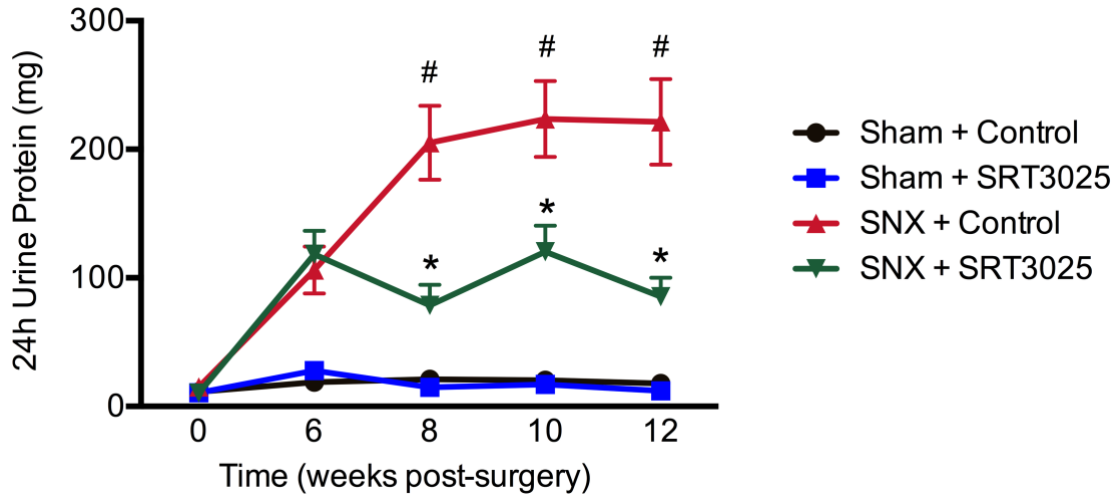 300
200
100
0
24h Urine Protein (mg)
# # #
* * *
0 6 8 10 12
Time (weeks post-surgery)
Sham + Control
Sham + SRT3025
SNX + Control
SNX + SRT3025